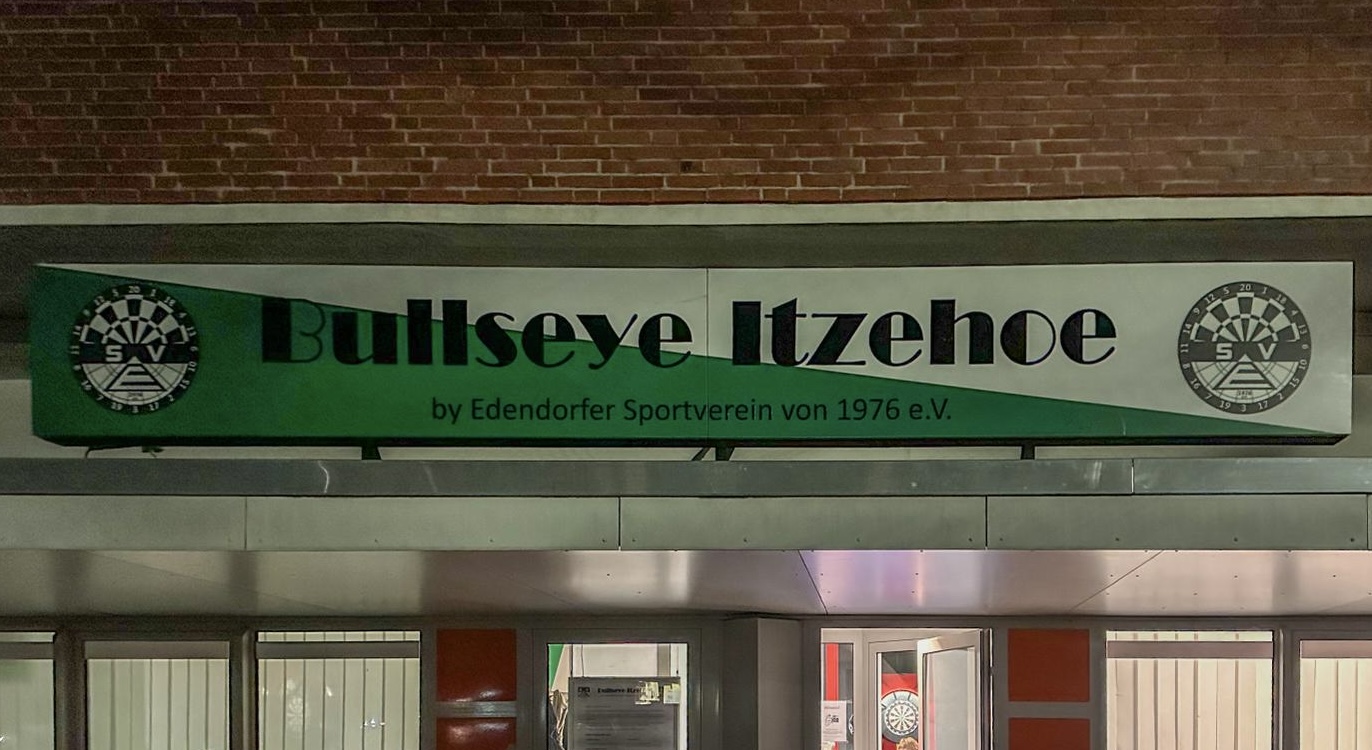 Bullseye Itzehoe
by Edendorfer Sportverein von 1976 e.V.
S V
S V